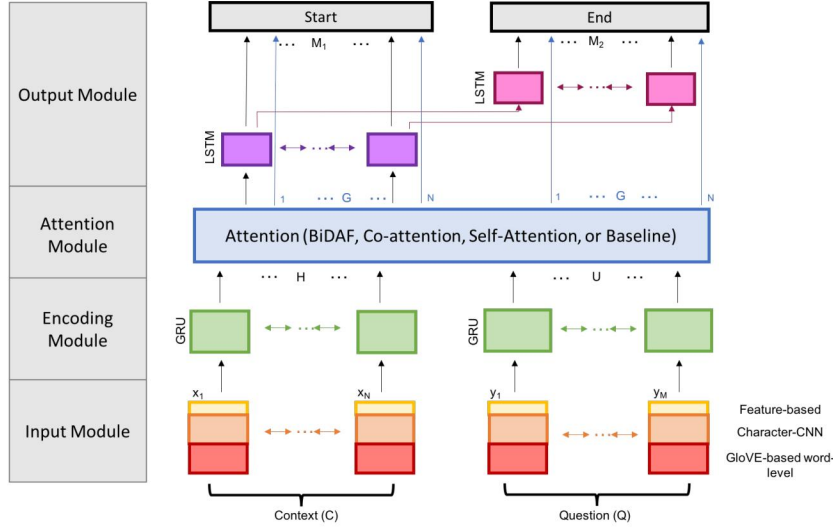 Start
End
... M1 ...
... M2 ...
Output Module
LSTM
LSTM
1 ... G ... N
1 ... G ... N
Attention
Module
Attention (BiDAF, Co-attention, Self-Attention, or Baseline)
... H ...
... U ...
Encoding
Module
GRU
GRU
x1
xN
y1
yM
Input Module
Feature-based
Character-CNN
GloVE-based word-
level
Context (C)
Question (Q)